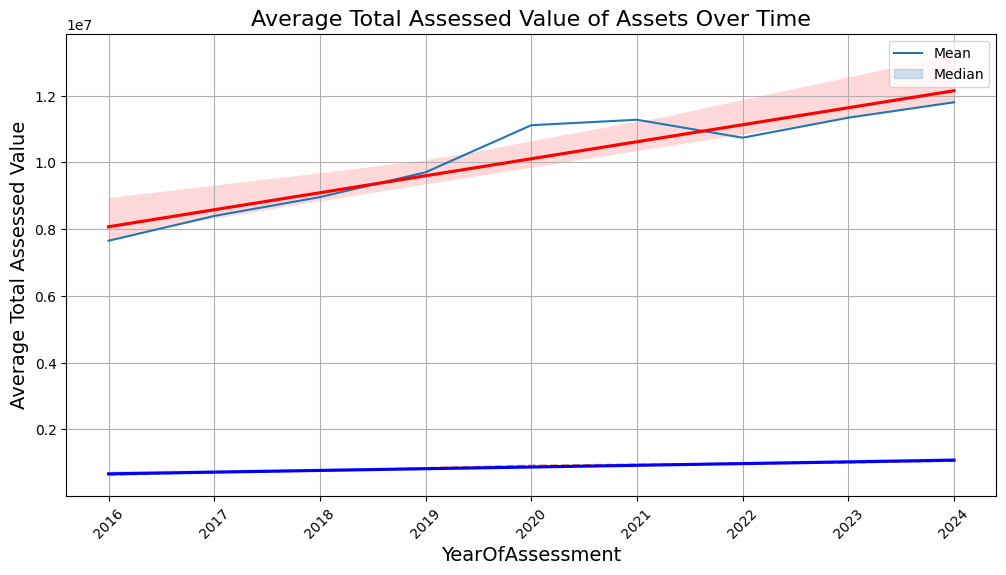 Average Total Assessed Value of Assets Over Time
1e7
Mean
Median
1.2
1.0
0.8
0.6
0.4
0.2
Average Total Assessed Value
2016 2017 2018 2019 2020 2021 2022 2023 2024
YearOfAssessment